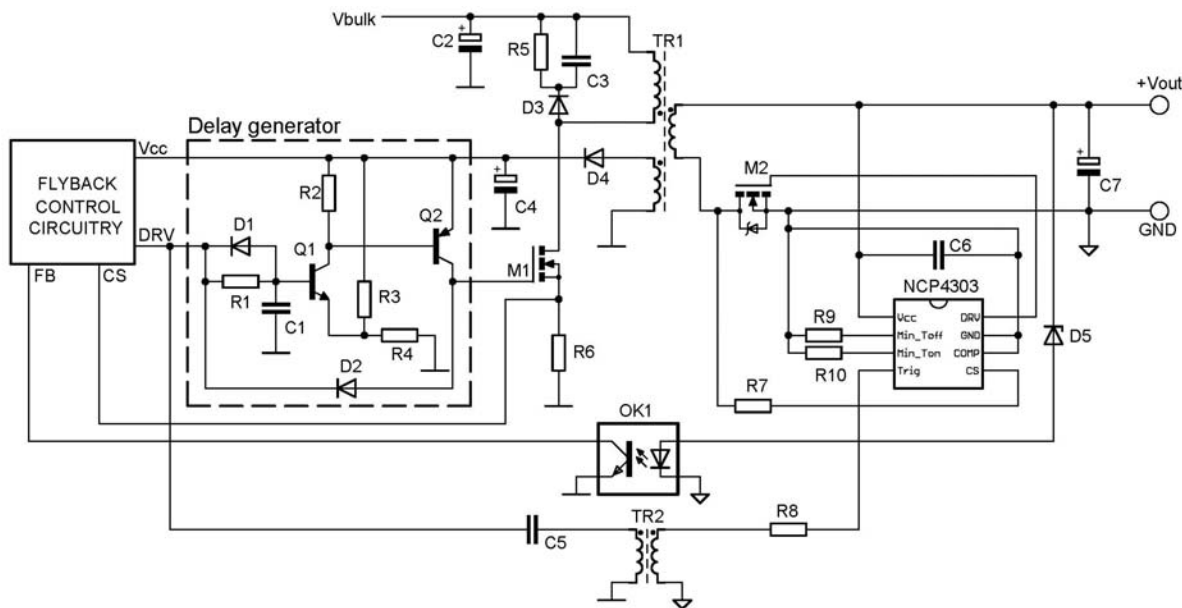 Vbulk
C2
R5
C3
TR1
D3
+Vout
Delay generator
Vcc
FLYBACK
CONTROL
CIRCUITRY
DRV
FB
CS
R2
D1
Q1
Q2
R1
C1
R3
R4
D2
C4
D4
M1
R6
M2
C7
GND
C6
NCP4303
Vcc
DRV
Min_Toff
GND
Min_Ton
COMP
Trig
CS
R9
R10
R7
D5
OK1
TR2
C5
R8